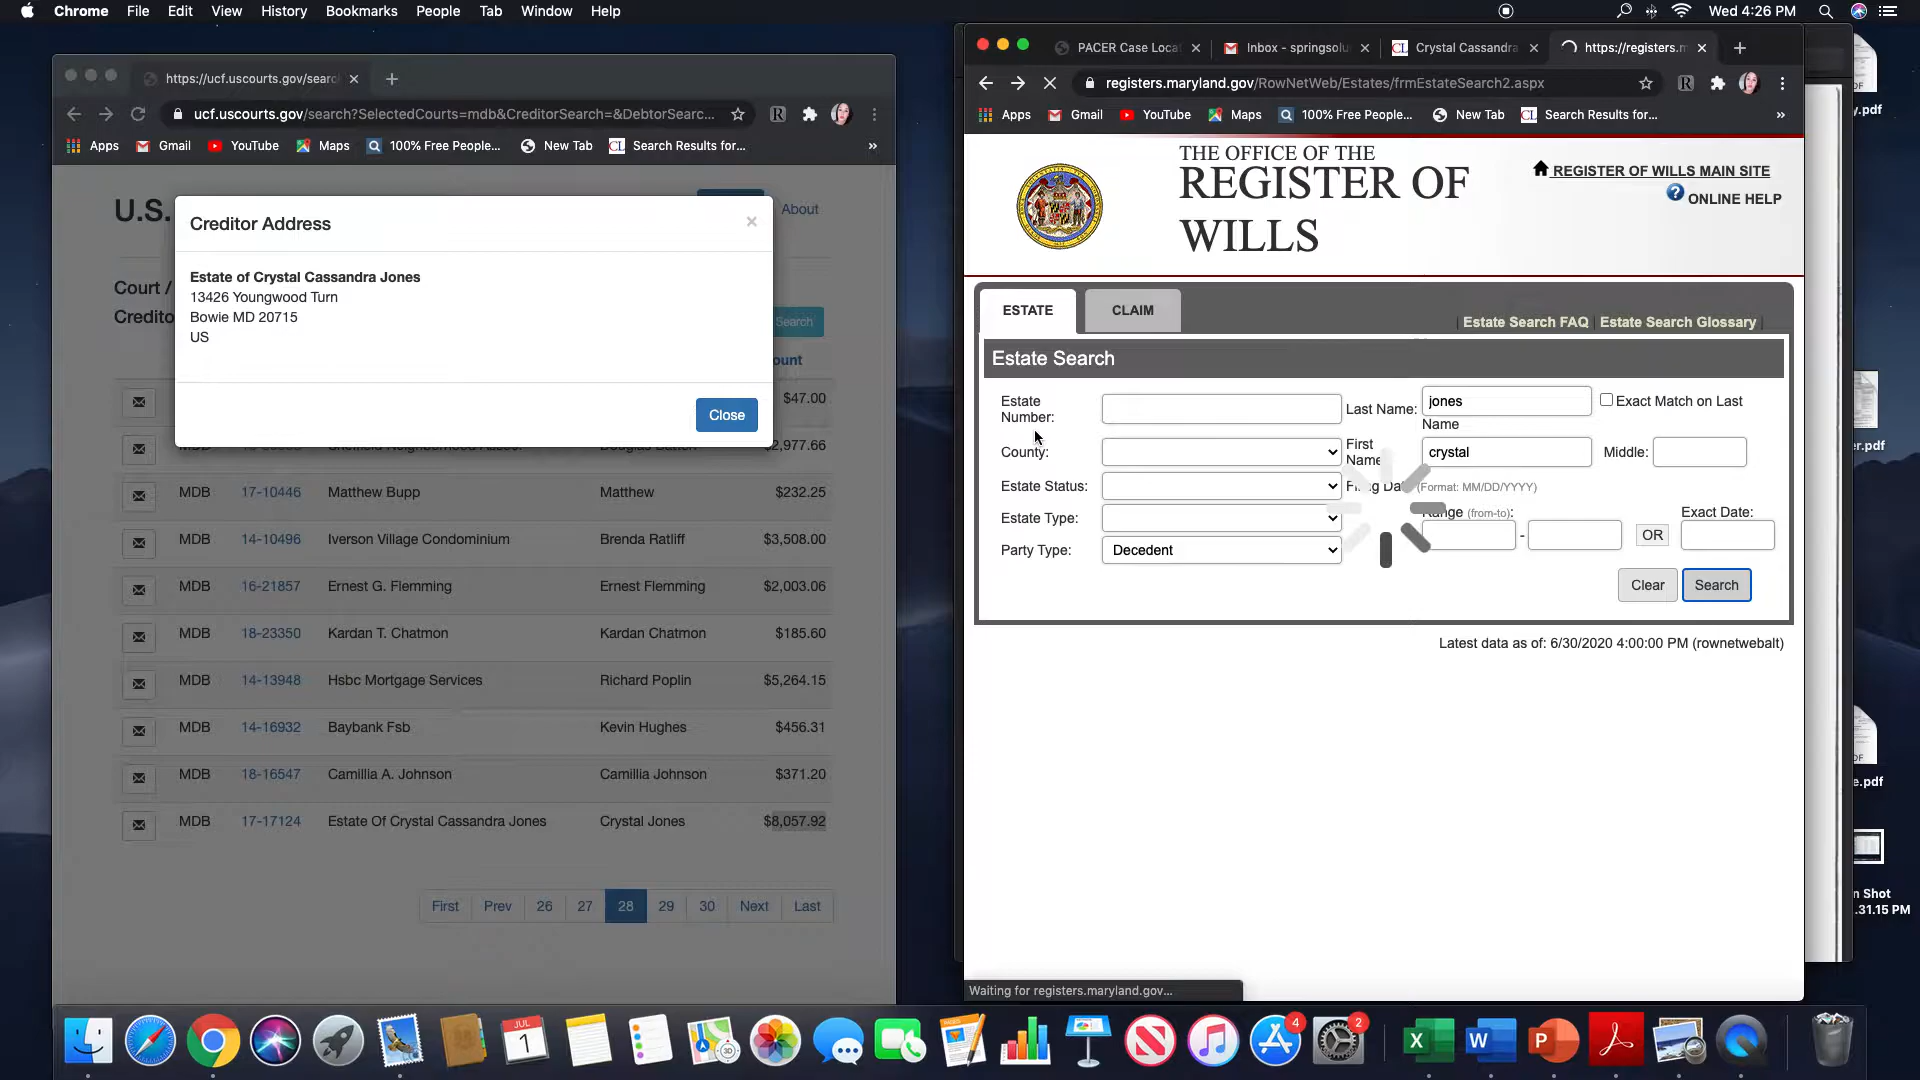 Chrome File Edit View History Bookmarks People Tab Window Help
Wed 4:26 PM
https://ucf.uscourts.gov/searc
ucf.uscourts.gov/search?SelectedCourts=mdb&CreditorSearch=&DebtorSearc...
Apps Gmail YouTube Maps 100% Free People... New Tab Search Results for... »
U.S.
About
Court /
Credito
Search
ount
Creditor Address
×
Estate of Crystal Cassandra Jones
13426 Youngwood Turn
Bowie MD 20715
US
Close
$47.00
2,977.66
MDB 17-10446 Matthew Bupp Matthew $232.25
MDB 14-10496 Iverson Village Condominium Brenda Ratliff $3,508.00
MDB 16-21857 Ernest G. Flemming Ernest Flemming $2,003.06
MDB 18-23350 Kardan T. Chatmon Kardan Chatmon $185.60
MDB 14-13948 Hsbc Mortgage Services Richard Poplin $5,264.15
MDB 14-16932 Baybank Fsb Kevin Hughes $456.31
MDB 18-16547 Camillia A. Johnson Camillia Johnson $371.20
MDB 17-17124 Estate Of Crystal Cassandra Jones Crystal Jones $8,057.92
First Prev 26 27 28 29 30 Next Last
PACER Case Loca
Inbox - springsolu
CL Crystal Cassandra
https://registers.m
registers.maryland.gov/RowNetWeb/Estates/frmEstateSearch2.aspx
Apps Gmail YouTube Maps 100% Free People... New Tab CL Search Results for... »
THE OFFICE OF THE
REGISTER OF
WILLS
REGISTER OF WILLS MAIN SITE
ONLINE HELP
ESTATE CLAIM
Estate Search FAQ | Estate Search Glossary
Estate Search
Estate Number:
Last Name: jones
Exact Match on Last Name
County:
First Name: crystal
Middle:
Estate Status:
(Format: MM/DD/YYYY)
Estate Type:
Range (from-to):
-
OR
Exact Date:
Party Type: Decedent
Clear Search
Latest data as of: 6/30/2020 4:00:00 PM (rownetwebalt)
Waiting for registers.maryland.gov...
y.pdf
er.pdf
e.pdf
n Shot
.31.15 PM
JUL
1
4
2
X
W
P